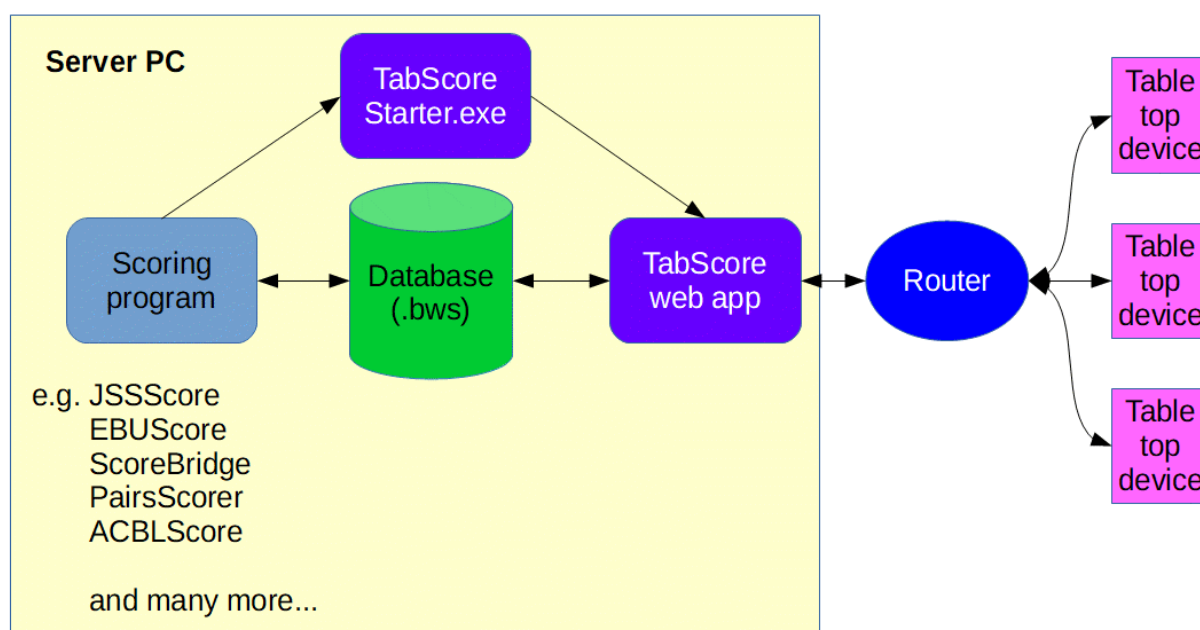 Server PC
TabScore
Starter.exe
Scoring
program
Database
(.bws)
TabScore
web app
Router
Table
top
device
Table
top
device
Table
top
device
e.g. JSSScore
EBUScore
ScoreBridge
PairsScorer
ACBLScore
and many more...